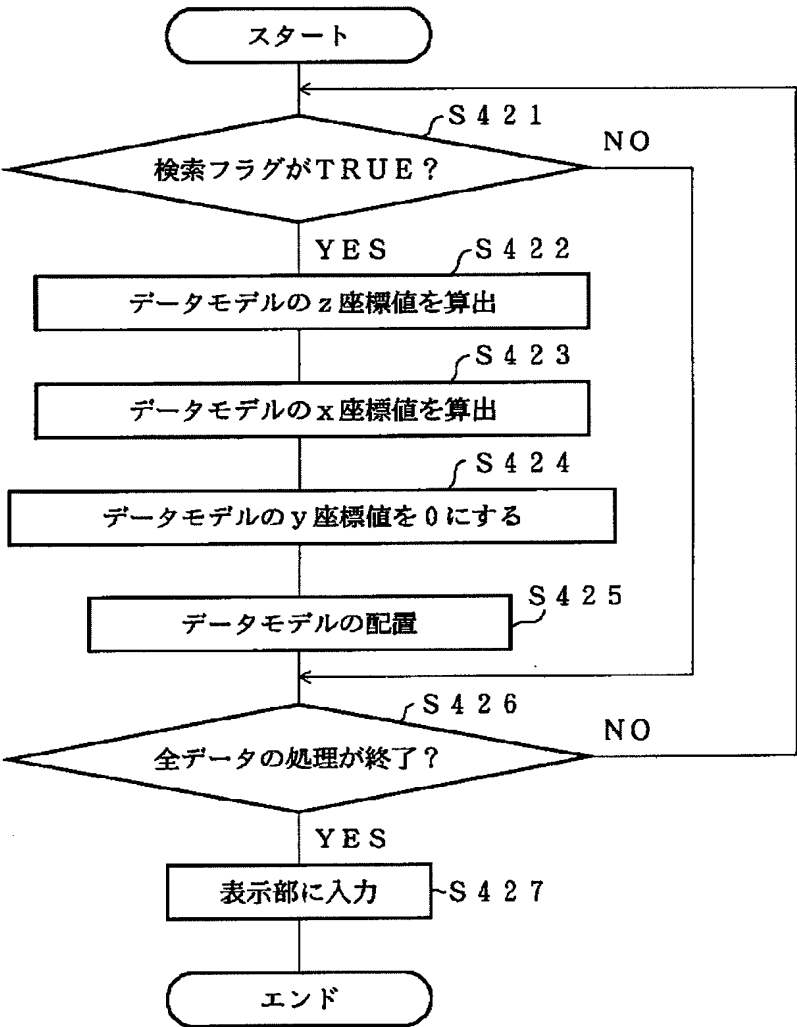 スタート
S421
検索フラグがTRUE?
NO
YES
S422
データモデルのz座標値を算出
S423
データモデルのx座標値を算出
S424
データモデルのy座標値を0にする
S425
データモデルの配置
S426
全データの処理が終了?
NO
YES
表示部に入力
S427
エンド